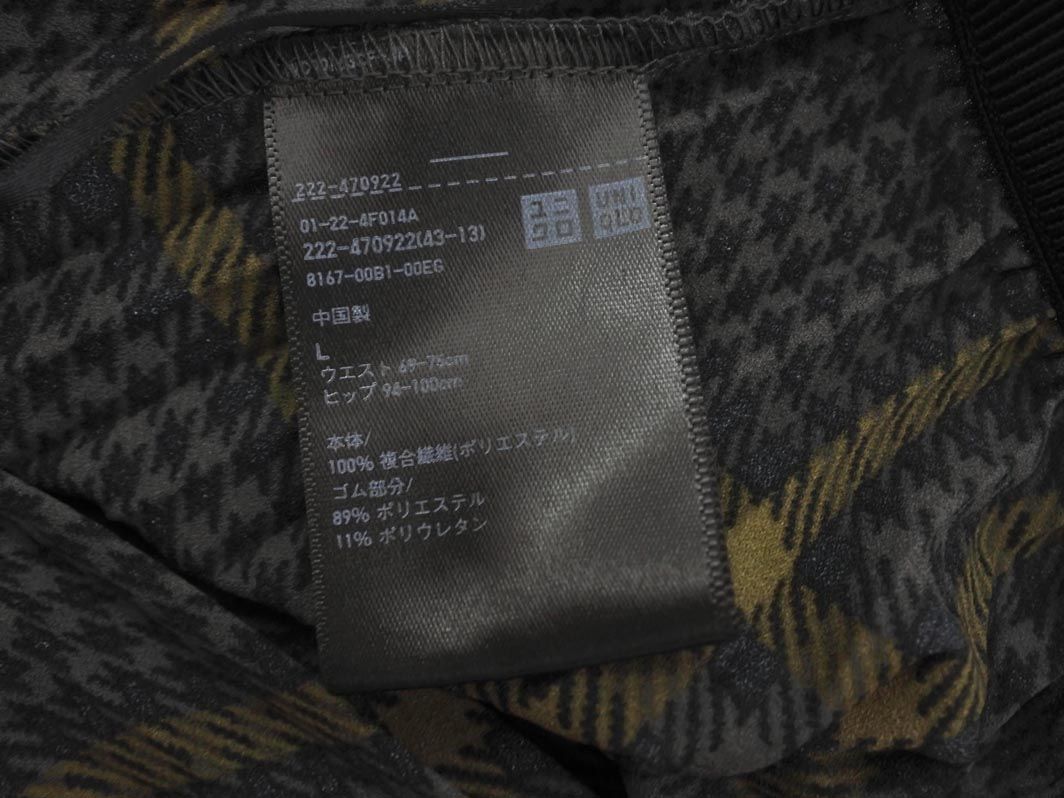 222-470922
01-22-4F014A
222-470922(43-13)
8167-00B1-00EG
ユニ
クロ
UNI
QLO
中国製
L
ウエスト 69-75cm
ヒップ 94-100cm
本体/
100% 複合繊維(ポリエステル)
ゴム部分/
89% ポリエステル
11% ポリウレタン